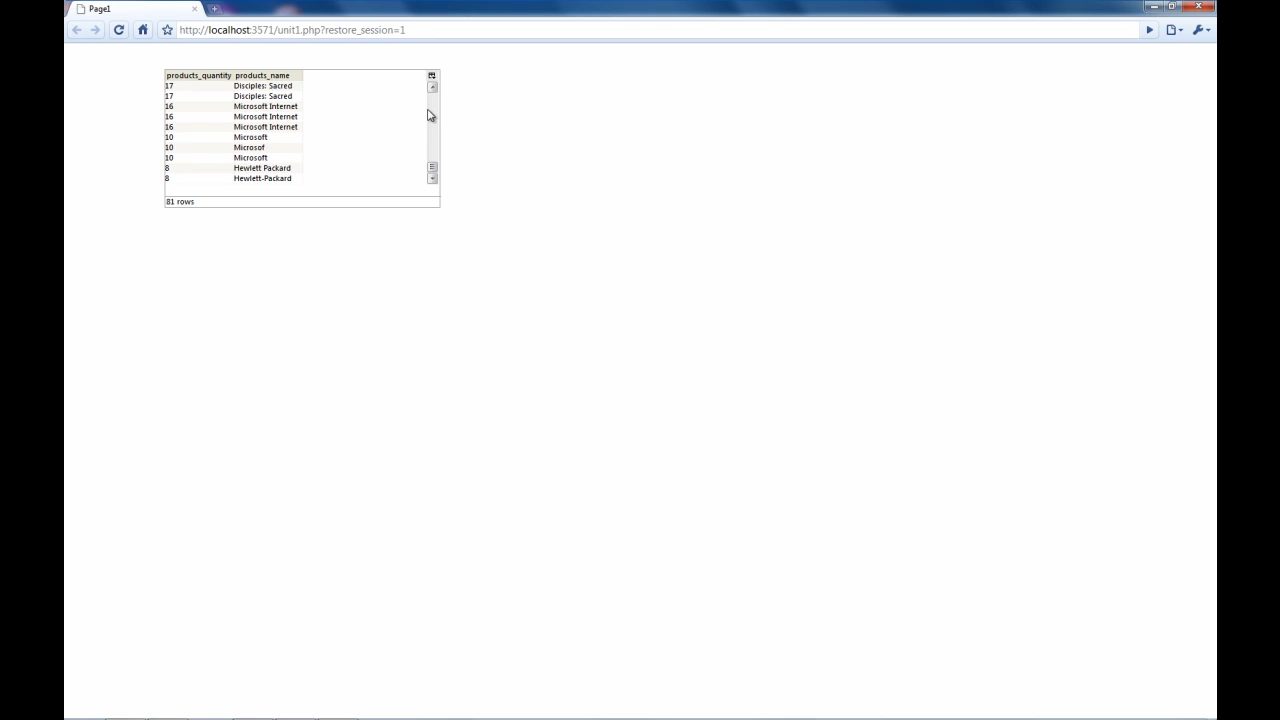 Page1
http://localhost:3571/unit1.php?restore_session=1
products_quantity products_name
17 Disciples: Sacred
17 Disciples: Sacred
16 Microsoft Internet
16 Microsoft Internet
16 Microsoft Internet
10 Microsoft
10 Microsof
10 Microsoft
8 Hewlett Packard
8 Hewlett-Packard
81 rows